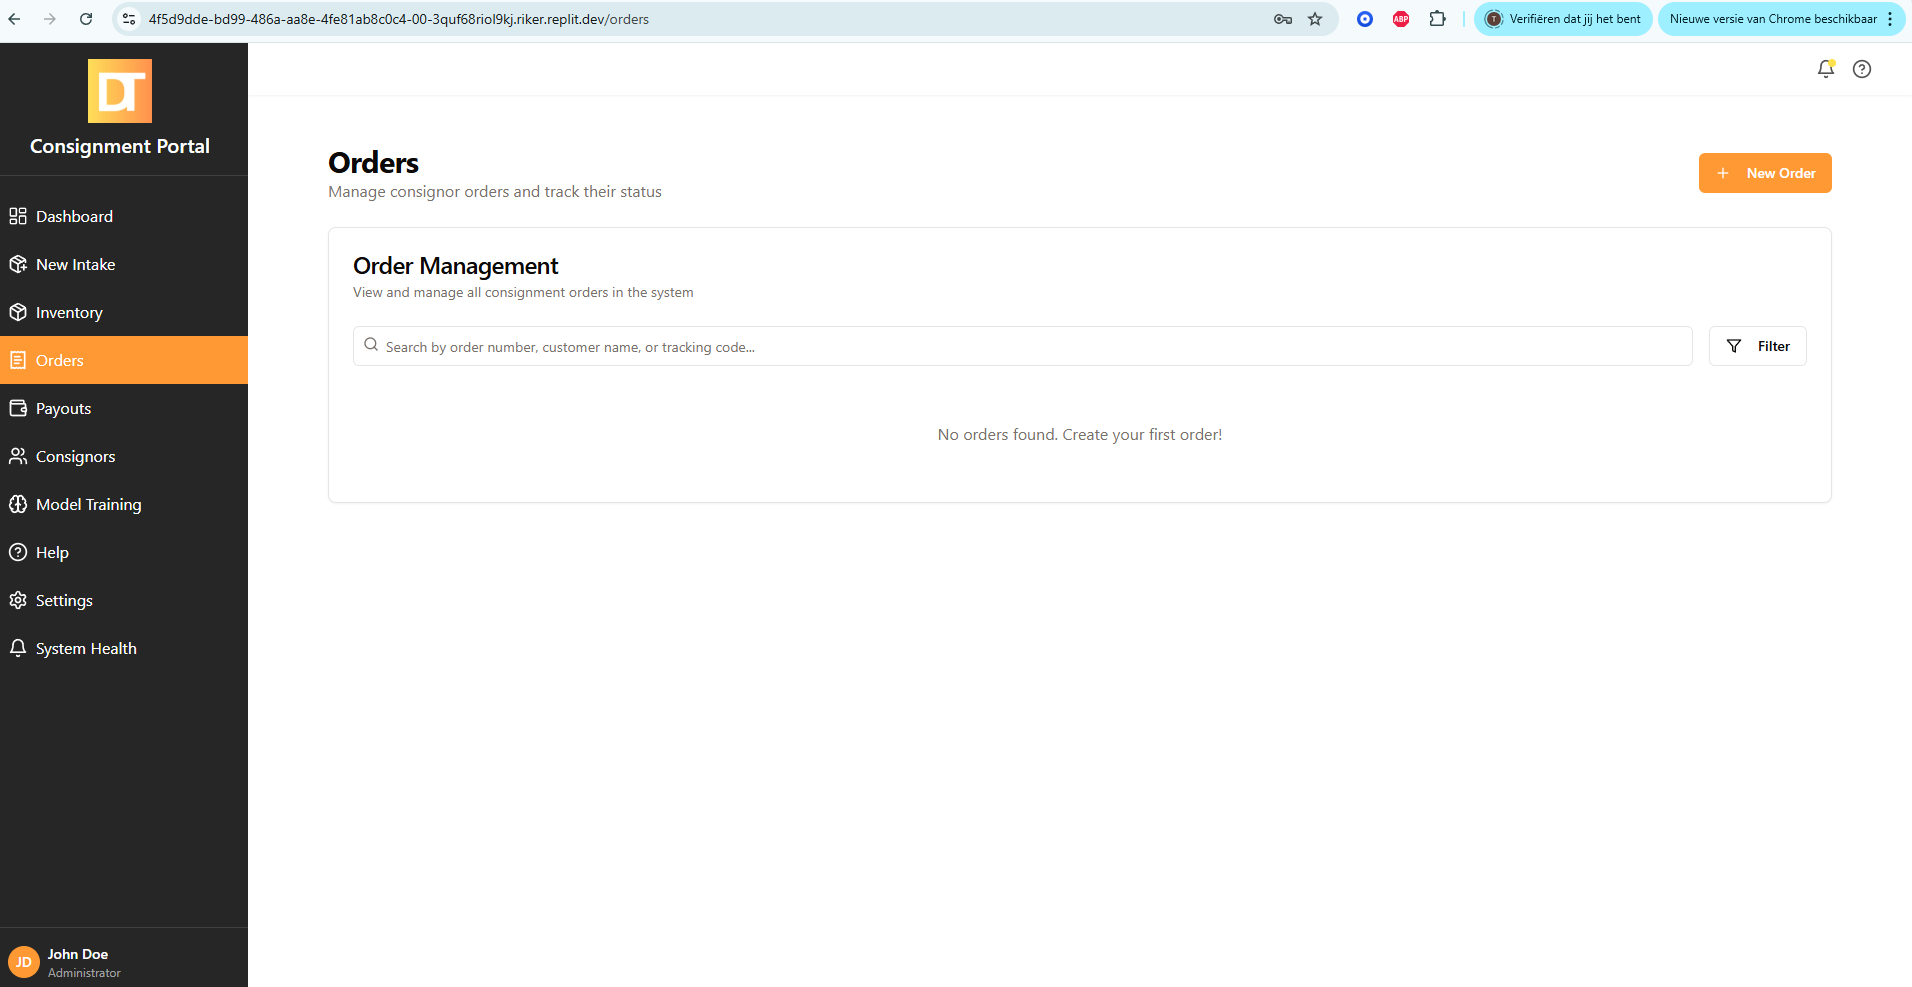 4f5d9dde-bd99-486a-aa8e-4fe81ab8c0c4-00-3quf68riol9kj.riker.replit.dev/orders
ABP
T
Verifiëren dat jij het bent
Nieuwe versie van Chrome beschikbaar
DT
Consignment Portal
Dashboard
New Intake
Inventory
Orders
Payouts
Consignors
Model Training
Help
Settings
System Health
JD
John Doe
Administrator
Orders
Manage consignor orders and track their status
+ New Order
Order Management
View and manage all consignment orders in the system
Search by order number, customer name, or tracking code...
Filter
No orders found. Create your first order!